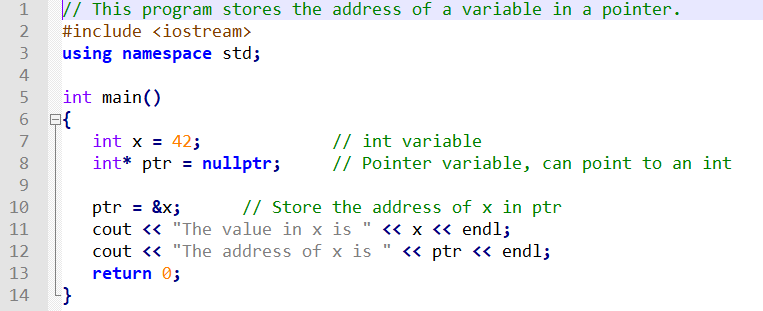 1 // This program stores the address of a variable in a pointer.
2 #include <iostream>
3 using namespace std;
4
5 int main()
6 {
7    int x = 42;             // int variable
8    int* ptr = nullptr;     // Pointer variable, can point to an int
9
10    ptr = &x;      // Store the address of x in ptr
11    cout << "The value in x is " << x << endl;
12    cout << "The address of x is " << ptr << endl;
13    return 0;
14 }